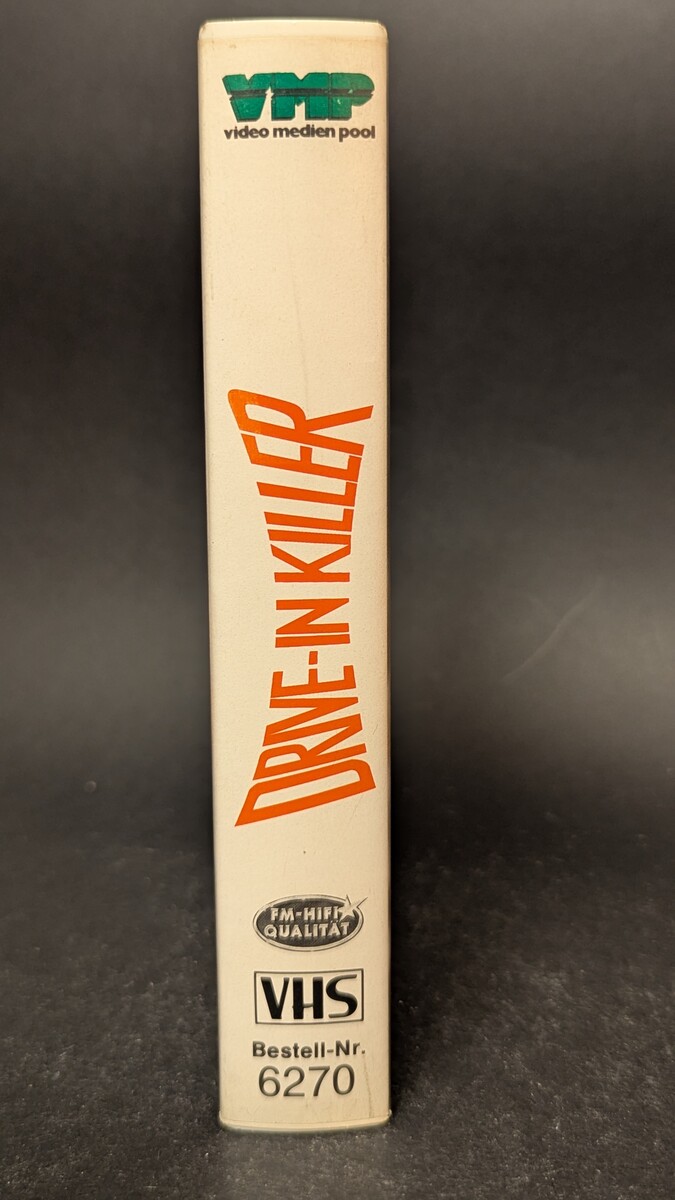 VMP
video medien pool
DRIVE-IN KILLER
FM-HIFI
QUALITÄT
VHS
Bestell-Nr.
6270